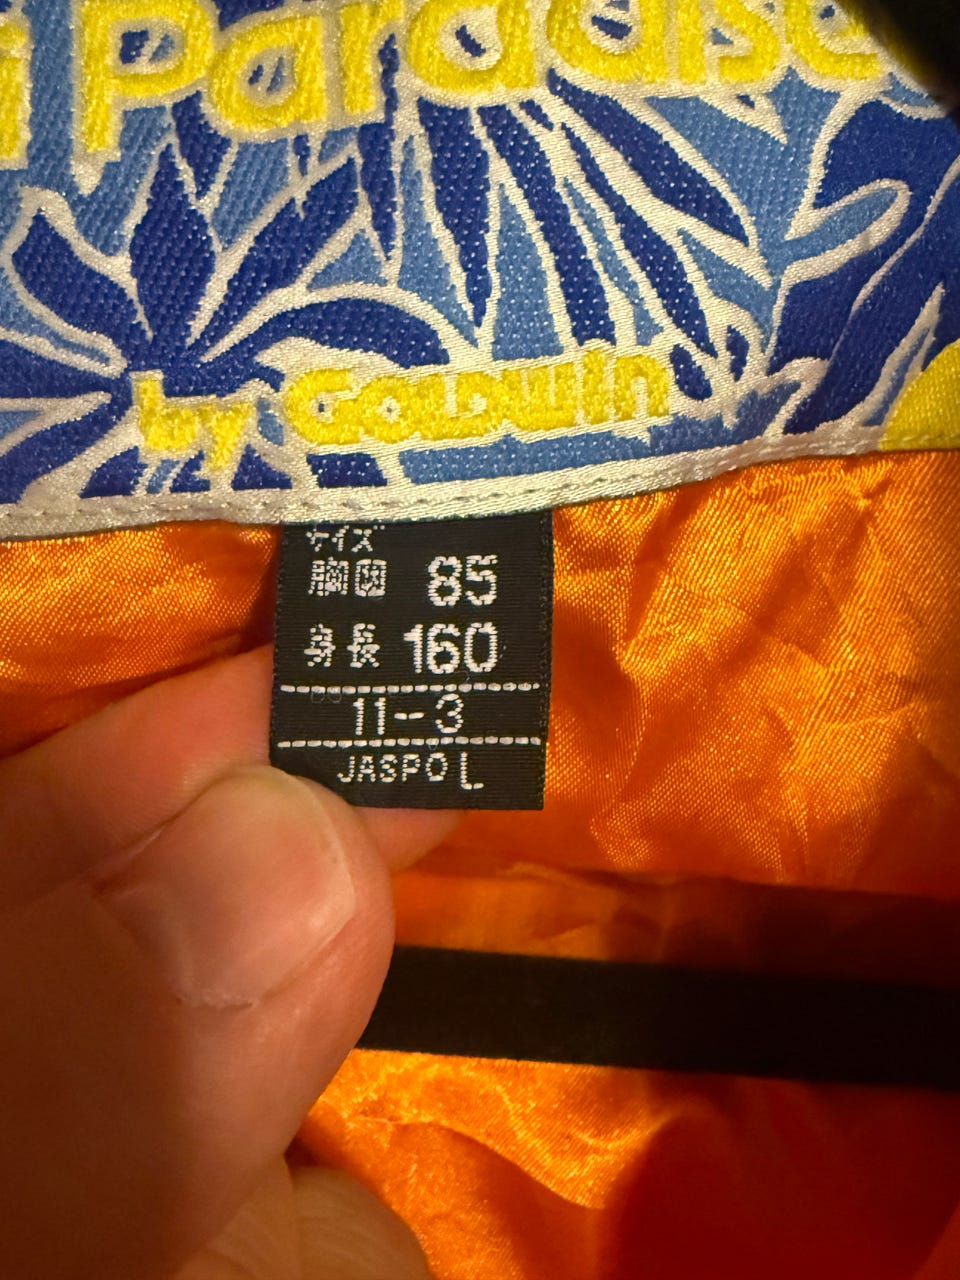 i Paradise
by GOLDWIN
サイズ
胸囲 85
身長 160
11--3
JASPO L